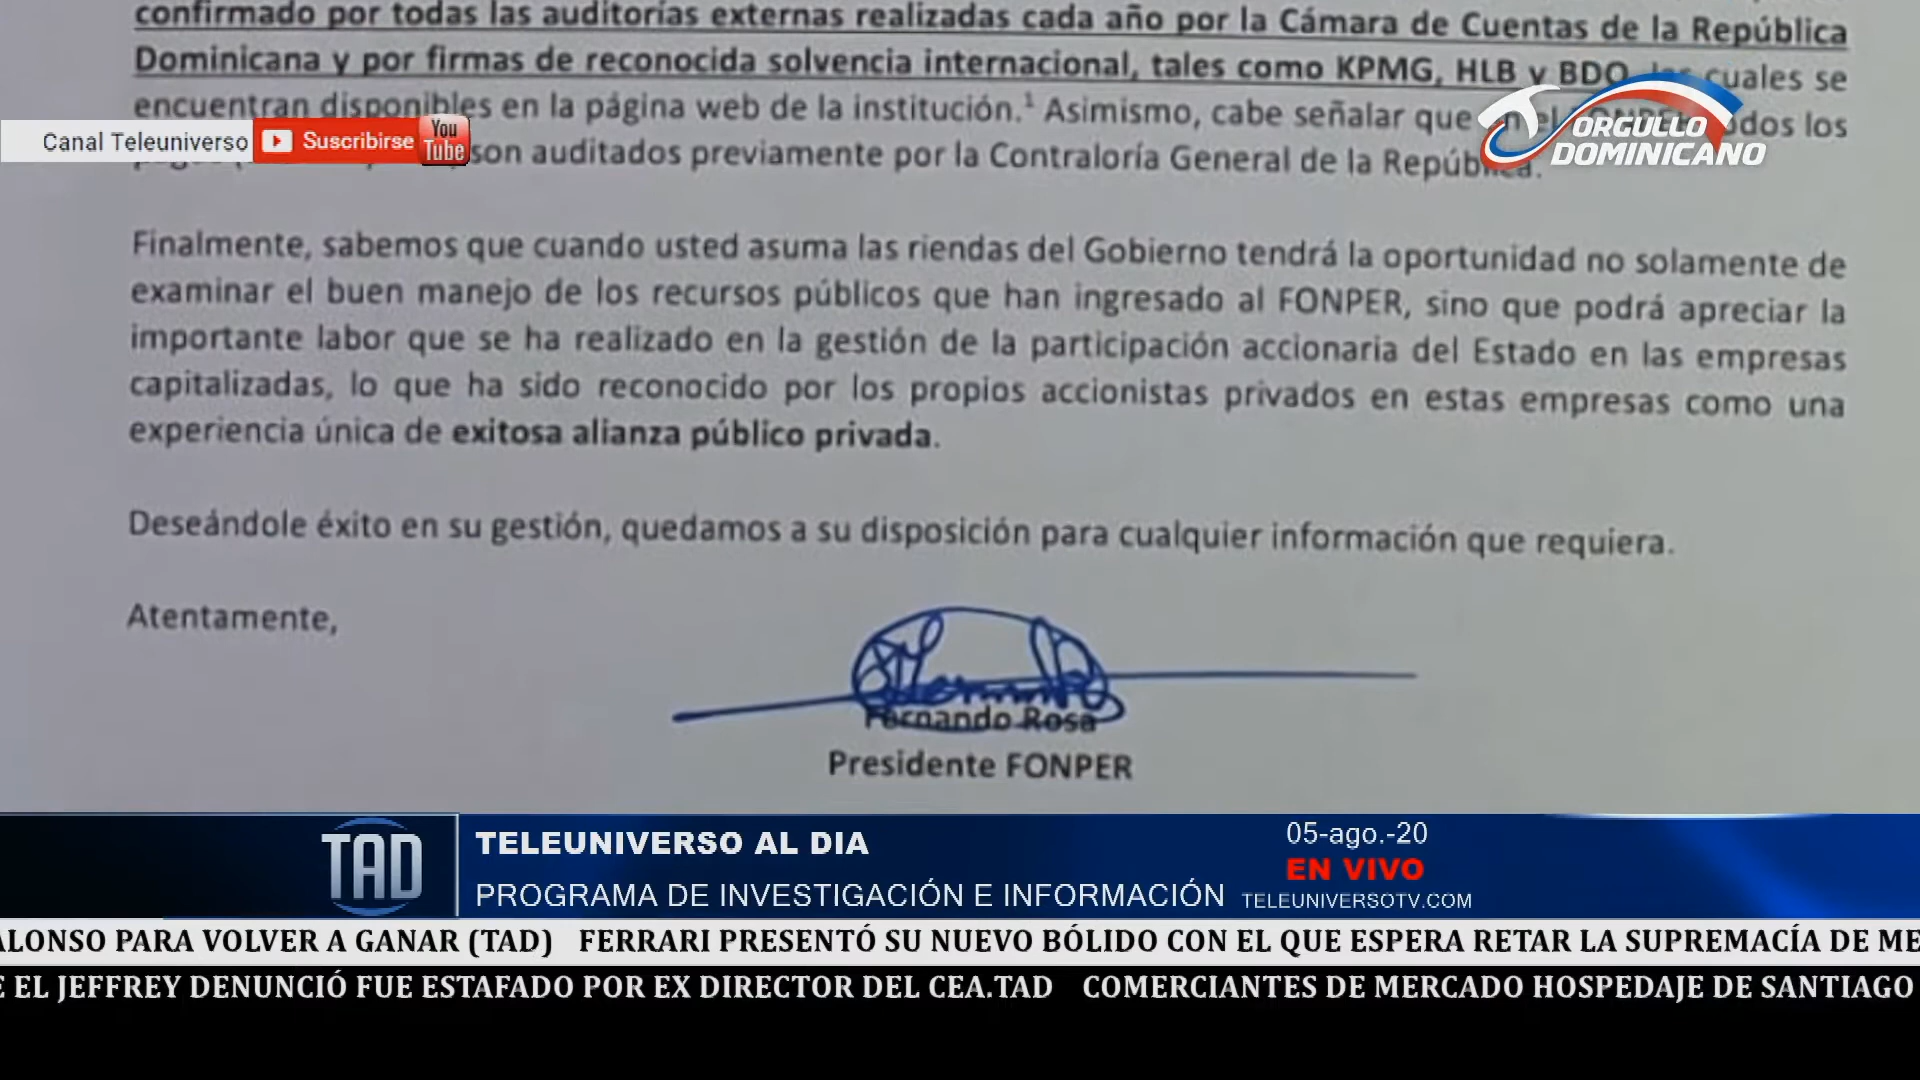 confirmado por todas las auditorías externas realizadas cada año por la Cámara de Cuentas de la República
Dominicana y por firmas de reconocida solvencia internacional, tales como KPMG, HLB y BDO, cuales se
encuentran disponibles en la página web de la institución.¹ Asimismo, cabe señalar que los
son auditados previamente por la Contraloría General de la República.
Canal Teleuniverso Suscribirse You Tube
ORGULLO
DOMINICANO
Finalmente, sabemos que cuando usted asuma las riendas del Gobierno tendrá la oportunidad no solamente de
examinar el buen manejo de los recursos públicos que han ingresado al FONPER, sino que podrá apreciar la
importante labor que se ha realizado en la gestión de la participación accionaria del Estado en las empresas
capitalizadas, lo que ha sido reconocido por los propios accionistas privados en estas empresas como una
experiencia única de exitosa alianza público privada.
Deseándole éxito en su gestión, quedamos a su disposición para cualquier información que requiera.
Atentamente,
Fernando Rosa
Presidente FONPER
TAD
TELEUNIVERSO AL DIA
PROGRAMA DE INVESTIGACIÓN E INFORMACIÓN
05-ago.-20
EN VIVO
TELEUNIVERSOTV.COM
ALONSO PARA VOLVER A GANAR (TAD) FERRARI PRESENTÓ SU NUEVO BÓLIDO CON EL QUE ESPERA RETAR LA SUPREMACÍA DE ME
E EL JEFFREY DENUNCIÓ FUE ESTAFADO POR EX DIRECTOR DEL CEA.TAD COMERCIANTES DE MERCADO HOSPEDAJE DE SANTIAGO